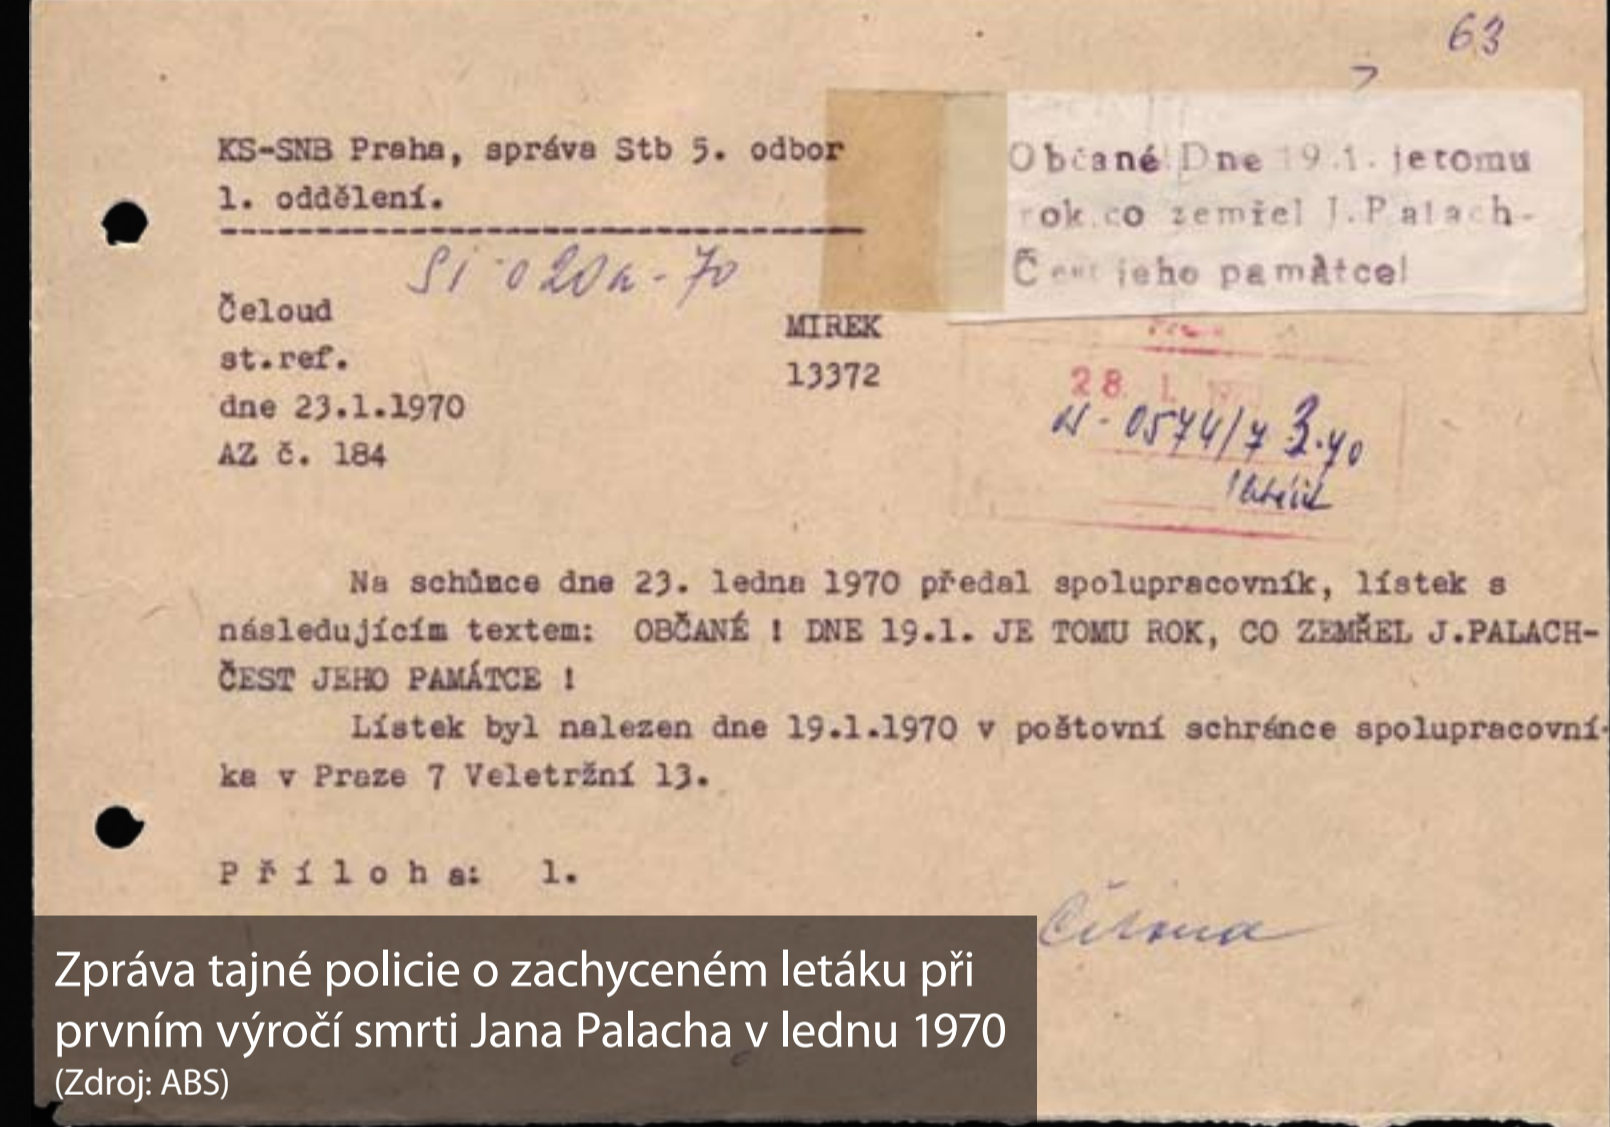 63
KS-SNB Praha, správa Stb 5. odbor
1. oddělení.
Občané! Dne 19.1. je tomu
rok.co zemřel J.Palach-
Čest jeho památce!
Čeloud
st.ref.
dne 23.1.1970
AZ č. 184
MIREK
13372
28. 1.
Na schůzce dne 23. ledna 1970 předal spolupracovník, lístek s
následujícím textem: OBČANÉ ! DNE 19.1. JE TOMU ROK, CO ZEMŘEL J.PALACH-
ČEST JEHO PAMÁTCE !
Lístek byl nalezen dne 19.1.1970 v poštovní schránce spolupracovní-
ka v Praze 7 Veletržní 13.
Příloha: 1.
Zpráva tajné policie o zachyceném letáku při
prvním výročí smrti Jana Palacha v lednu 1970
(Zdroj: ABS)